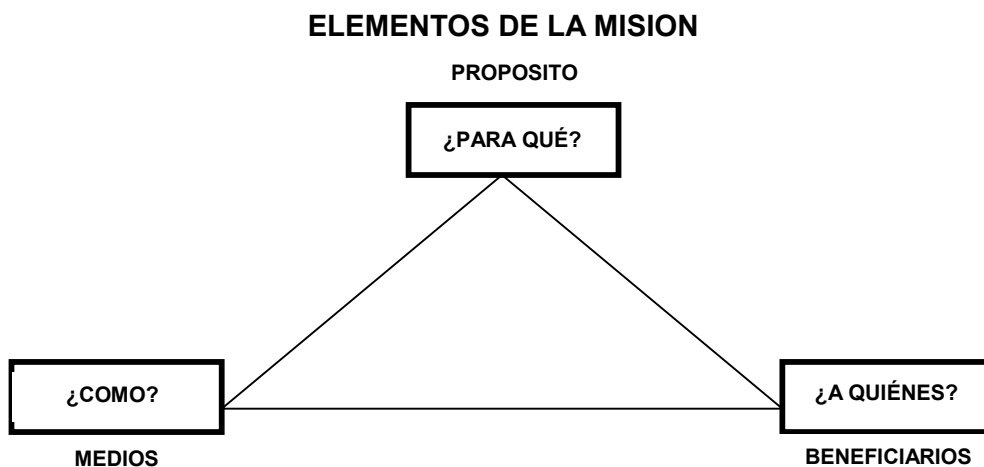 ELEMENTOS DE LA MISION
PROPOSITO
¿PARA QUÉ?
¿COMO?
¿A QUIÉNES?
MEDIOS
BENEFICIARIOS